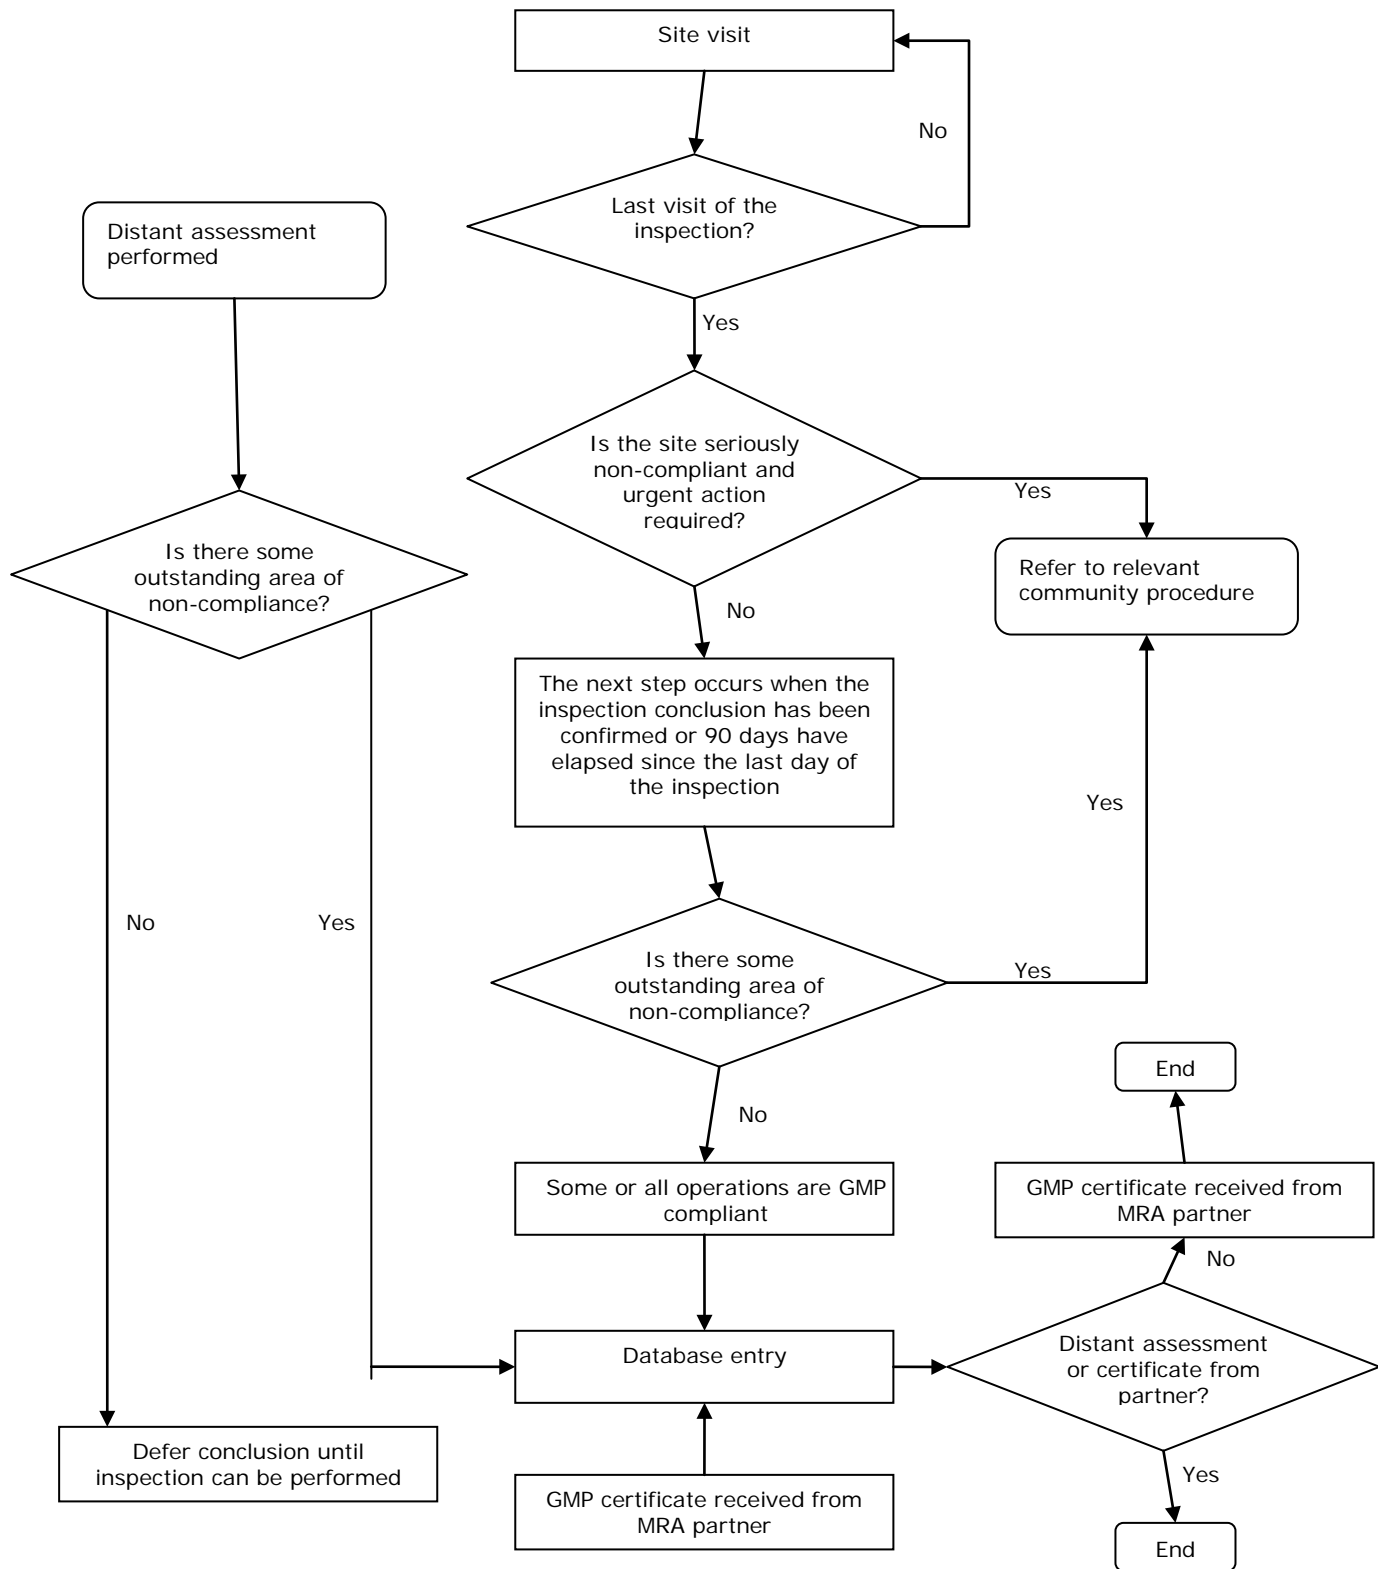 Site visit
No
Last visit of the
inspection?
Distant assessment
performed
Yes
Is the site seriously
non-compliant and
urgent action
required?
Yes
Is there some
outstanding area of
non-compliance?
Refer to relevant
community procedure
No
The next step occurs when the
inspection conclusion has been
confirmed or 90 days have
elapsed since the last day of
the inspection
Yes
No
Yes
Is there some
outstanding area of
non-compliance?
Yes
End
No
Some or all operations are GMP
compliant
GMP certificate received from
MRA partner
No
Database entry
Distant assessment
or certificate from
partner?
Defer conclusion until
inspection can be performed
Yes
GMP certificate received from
MRA partner
End